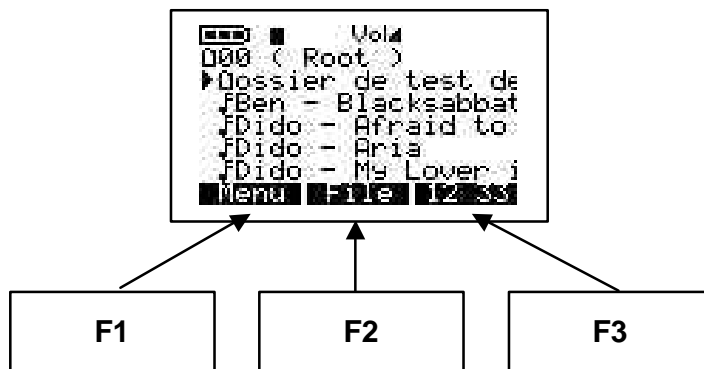 Vol
00 ( Root )
Dossier de test de
Ben - Blacksabbat
Dido - Afraid to
Dido - Aria
Dido - My Lover i
Menu File 12 33
F1 F2 F3